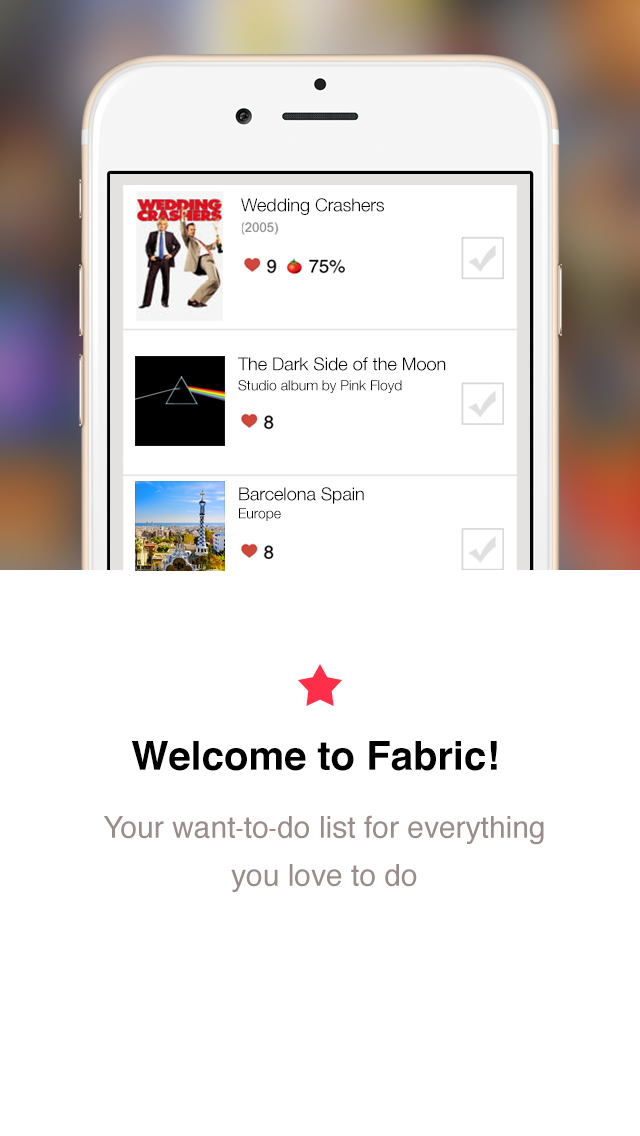 WEDDING
CRASHERS
Wedding Crashers
(2005)
9 75%
The Dark Side of the Moon
Studio album by Pink Floyd
8
Barcelona Spain
Europe
8
Welcome to Fabric!
Your want-to-do list for everything
you love to do